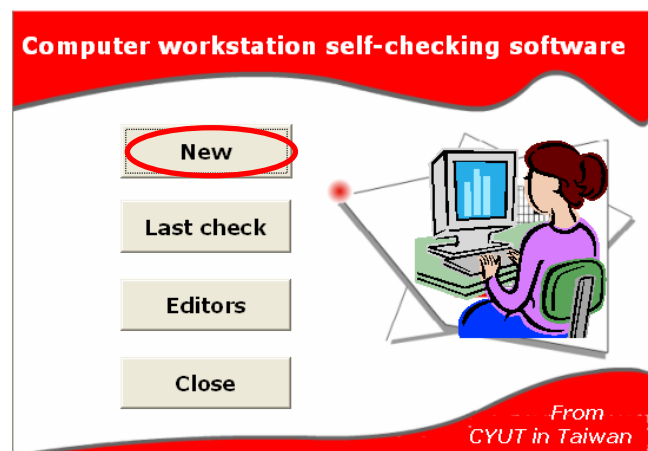 Computer workstation self-checking software
New
Last check
Editors
Close
From
CYUT in Taiwan